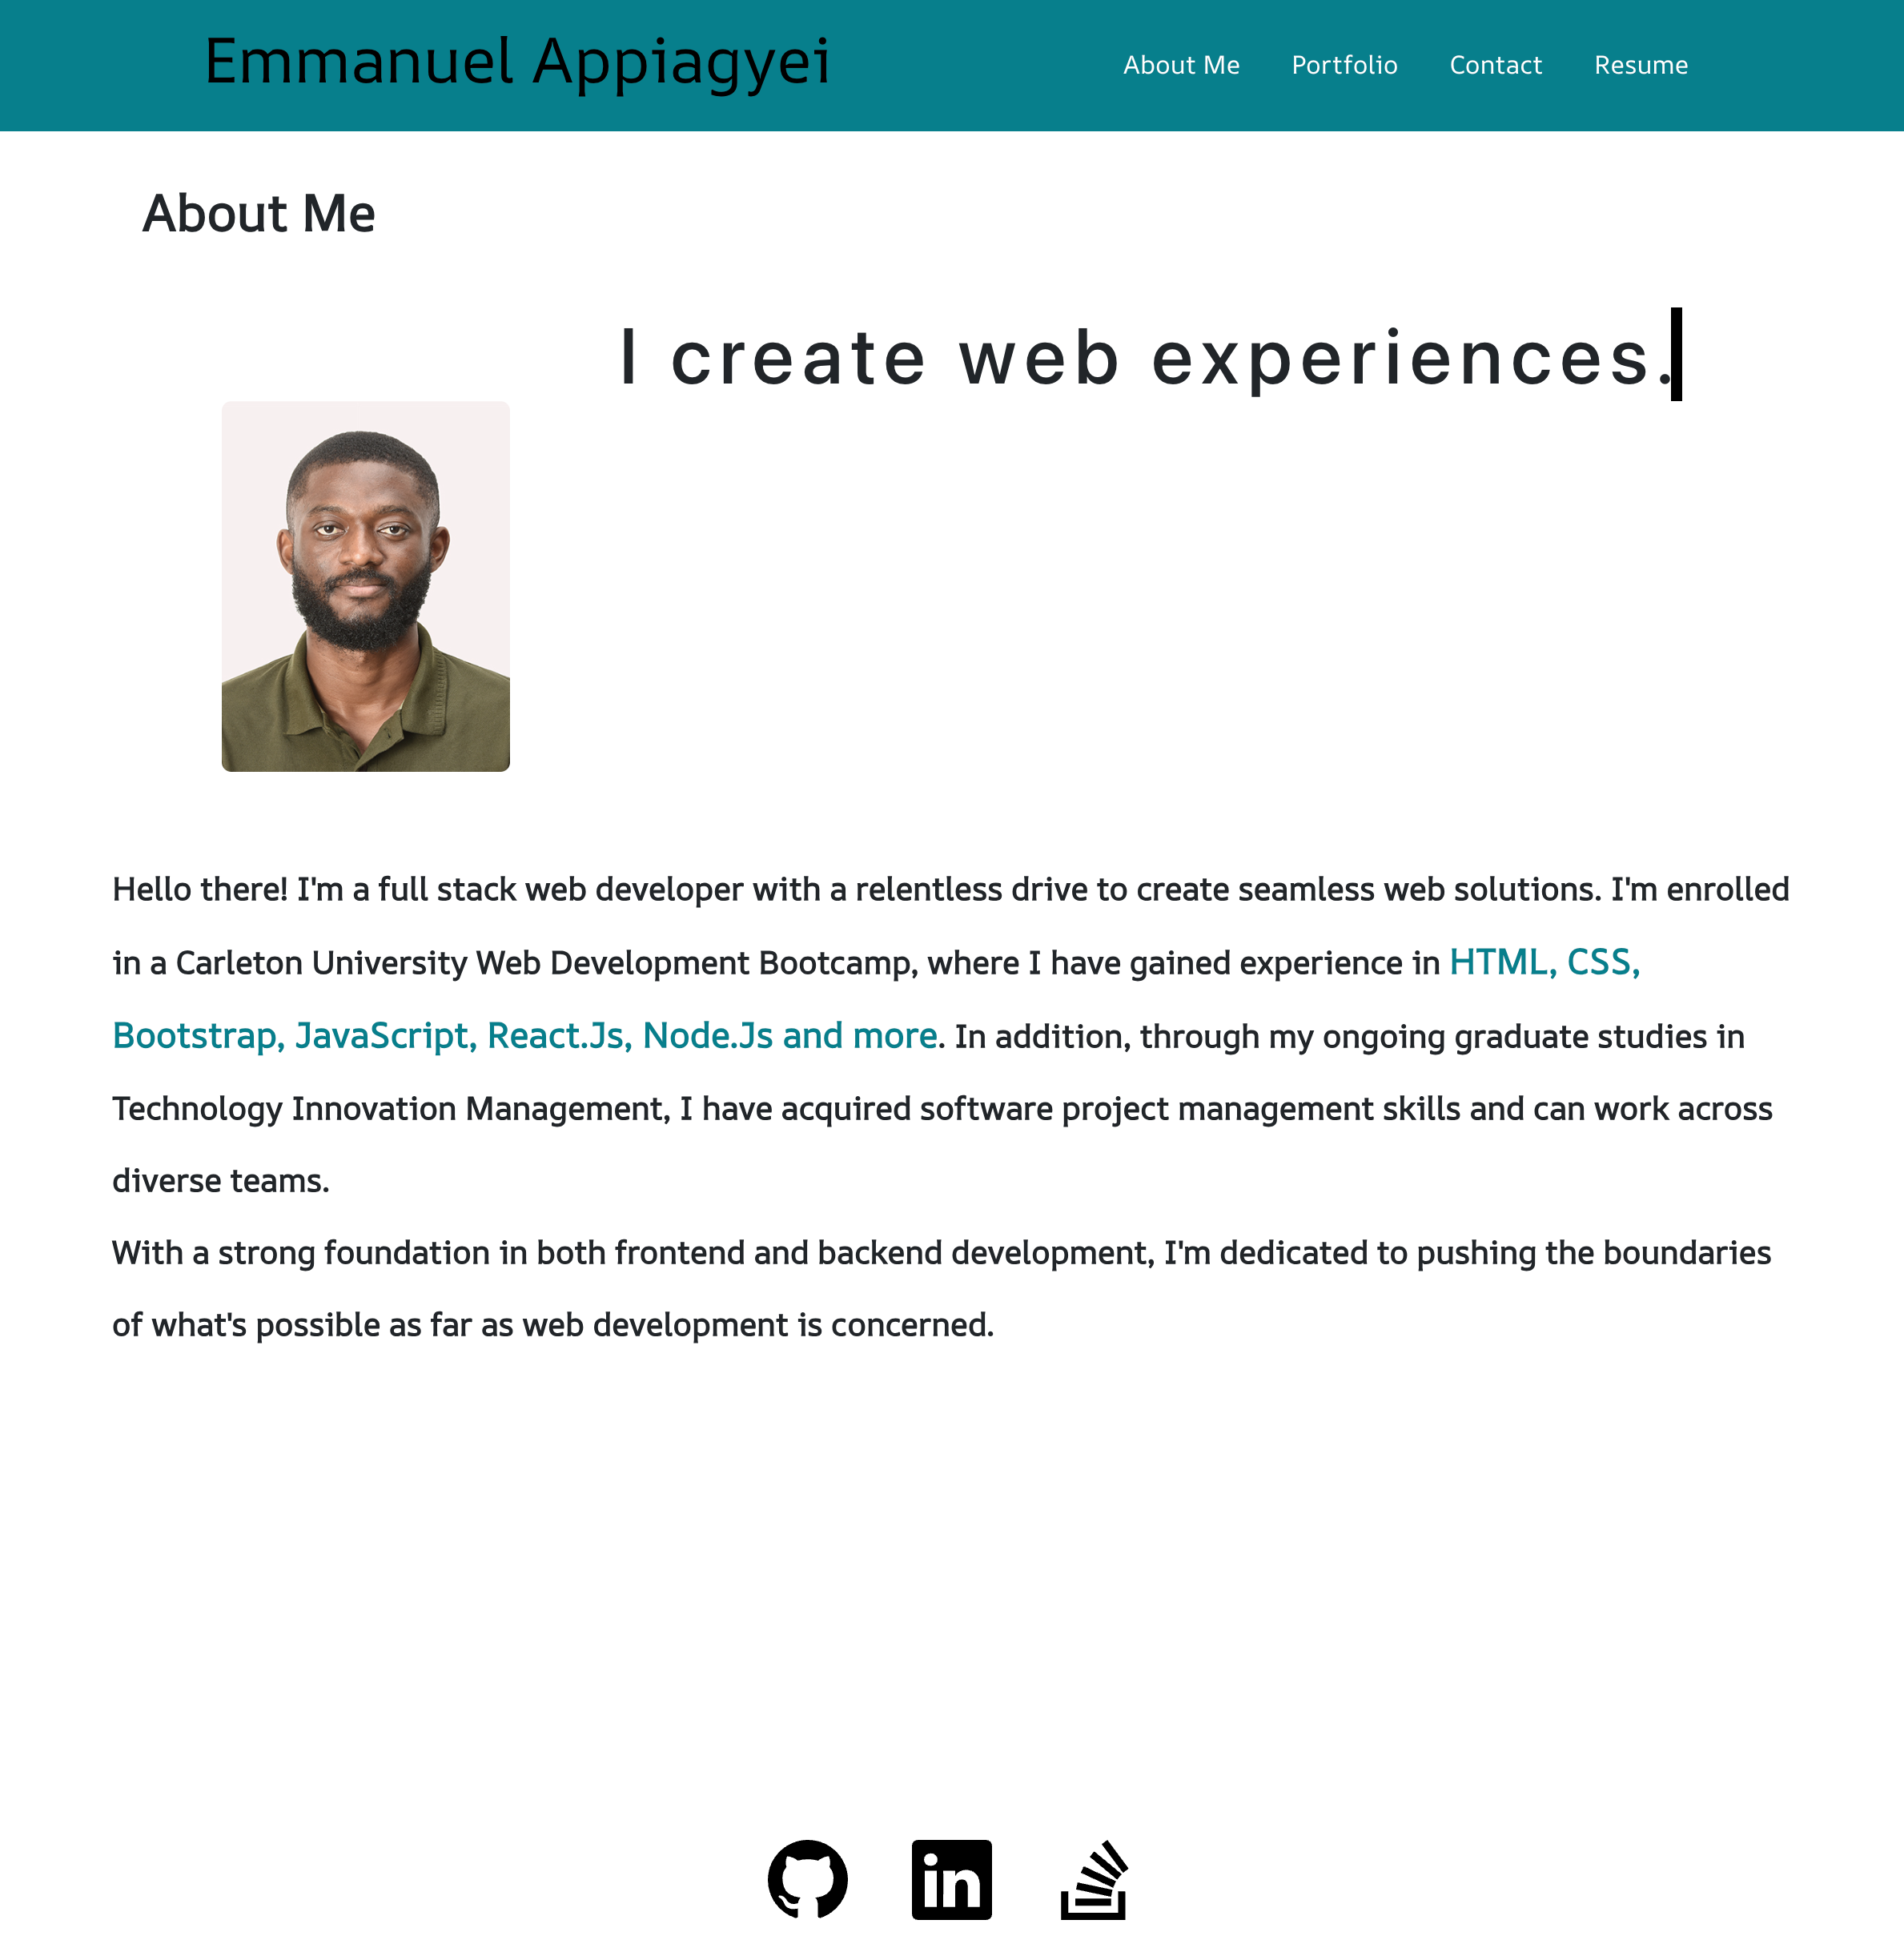 Emmanuel Appiagyei
About Me Portfolio Contact Resume
About Me
I create web experiences.
Hello there! I'm a full stack web developer with a relentless drive to create seamless web solutions. I'm enrolled
in a Carleton University Web Development Bootcamp, where I have gained experience in HTML, CSS,
Bootstrap, JavaScript, React.Js, Node.Js and more. In addition, through my ongoing graduate studies in
Technology Innovation Management, I have acquired software project management skills and can work across
diverse teams.
With a strong foundation in both frontend and backend development, I'm dedicated to pushing the boundaries
of what's possible as far as web development is concerned.
in